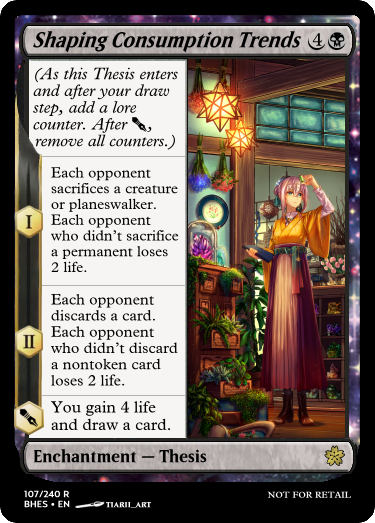 Shaping Consumption Trends 4
(As this Thesis enters
and after your draw
step, add a lore
counter. After ,
remove all counters.)
I
Each opponent
sacrifices a creature
or planeswalker.
Each opponent
who didn't sacrifice
a permanent loses
2 life.
II
Each opponent
discards a card.
Each opponent
who didn't discard
a nontoken card
loses 2 life.
You gain 4 life
and draw a card.
Enchantment — Thesis
107/240 R
BHES • EN TIARII_ART
NOT FOR RETAIL